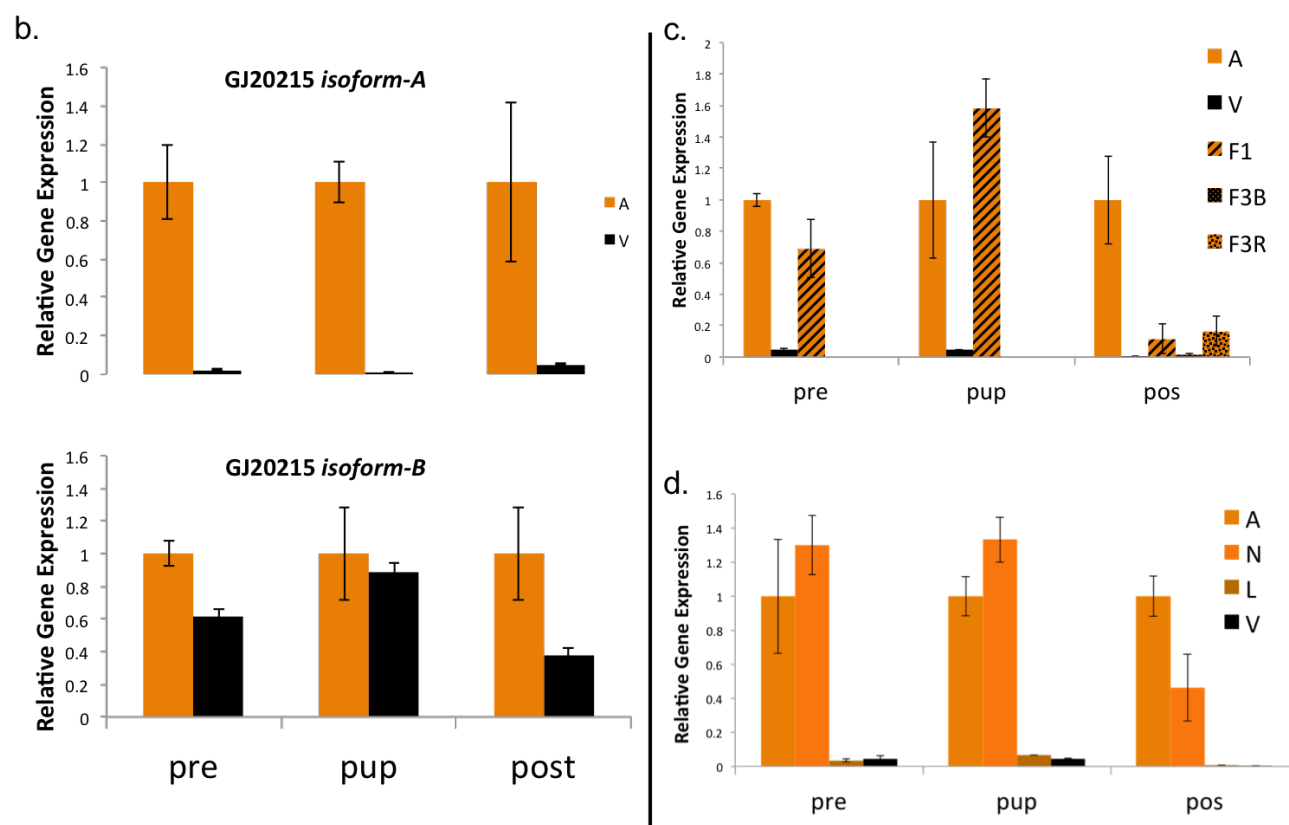 b.
GJ20215 isoform-A
Relative Gene Expression
1.6
1.4
1.2
1
0.8
0.6
0.4
0.2
0
A
V
GJ20215 isoform-B
Relative Gene Expression
1.6
1.4
1.2
1
0.8
0.6
0.4
0.2
0
pre pup post
c.
Relative Gene Expression
2
1.8
1.6
1.4
1.2
1
0.8
0.6
0.4
0.2
0
pre pup pos
A
V
F1
F3B
F3R
d.
Relative Gene Expression
1.6
1.4
1.2
1
0.8
0.6
0.4
0.2
0
pre pup pos
A
N
L
V